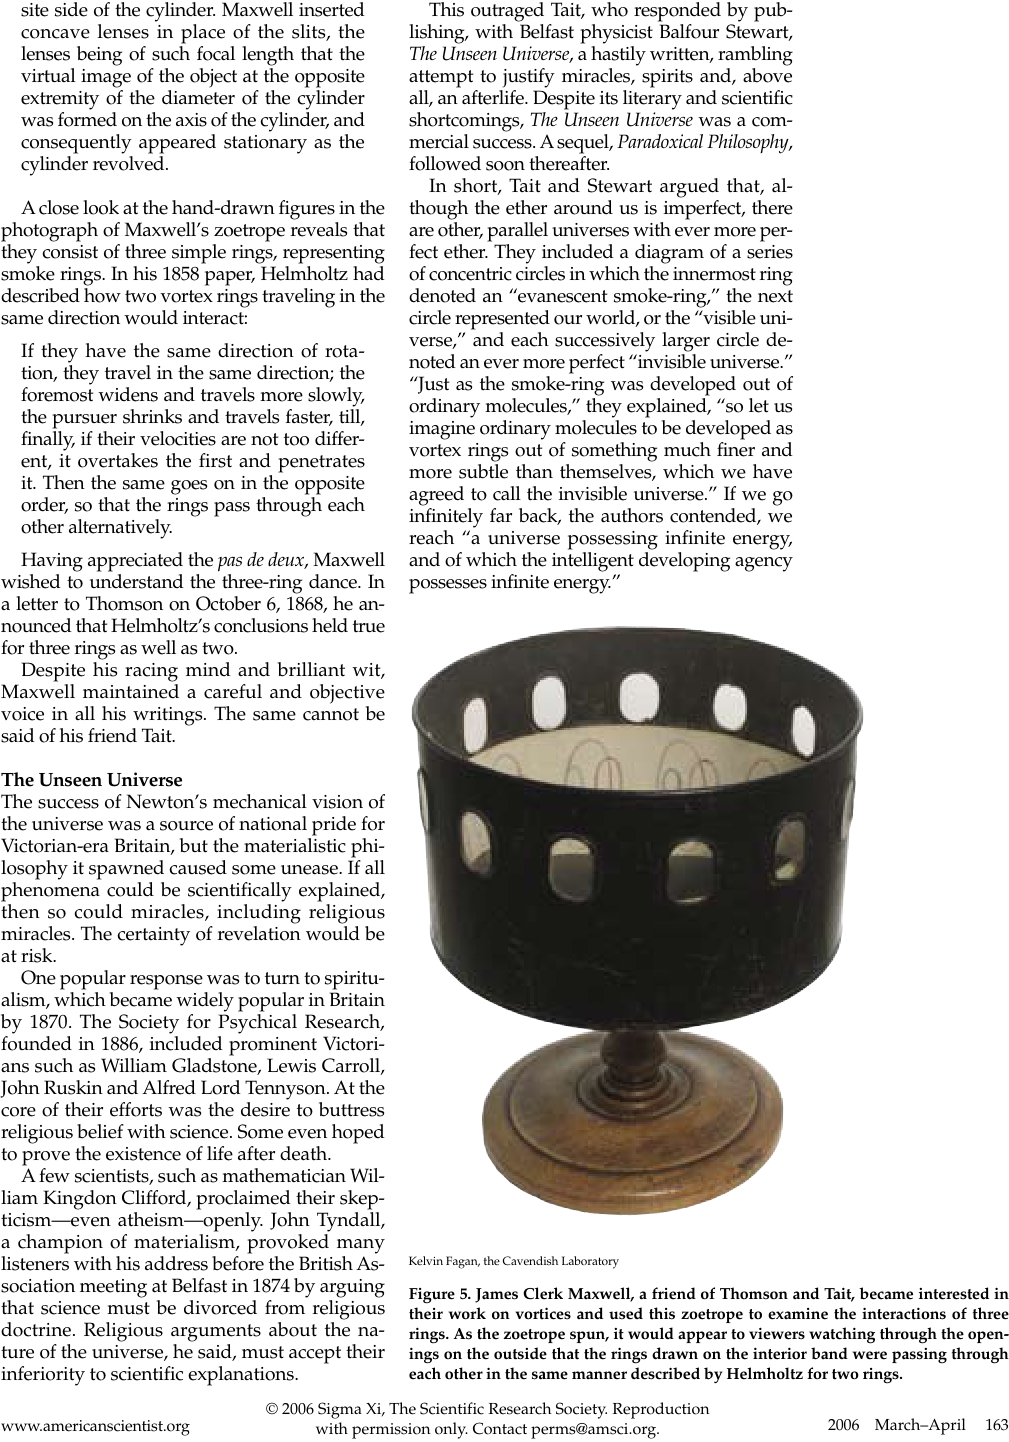 site side of the cylinder. Maxwell inserted
concave lenses in place of the slits, the
lenses being of such focal length that the
virtual image of the object at the opposite
extremity of the diameter of the cylinder
was formed on the axis of the cylinder, and
consequently appeared stationary as the
cylinder revolved.
A close look at the hand-drawn figures in the
photograph of Maxwell’s zoetrope reveals that
they consist of three simple rings, representing
smoke rings. In his 1858 paper, Helmholtz had
described how two vortex rings traveling in the
same direction would interact:
If they have the same direction of rota-
tion, they travel in the same direction; the
foremost widens and travels more slowly,
the pursuer shrinks and travels faster, till,
finally, if their velocities are not too differ-
ent, it overtakes the first and penetrates
it. Then the same goes on in the opposite
order, so that the rings pass through each
other alternatively.
Having appreciated the pas de deux, Maxwell
wished to understand the three-ring dance. In
a letter to Thomson on October 6, 1868, he an-
nounced that Helmholtz’s conclusions held true
for three rings as well as two.
Despite his racing mind and brilliant wit,
Maxwell maintained a careful and objective
voice in all his writings. The same cannot be
said of his friend Tait.
The Unseen Universe
The success of Newton’s mechanical vision of
the universe was a source of national pride for
Victorian-era Britain, but the materialistic phi-
losophy it spawned caused some unease. If all
phenomena could be scientifically explained,
then so could miracles, including religious
miracles. The certainty of revelation would be
at risk.
One popular response was to turn to spiritu-
alism, which became widely popular in Britain
by 1870. The Society for Psychical Research,
founded in 1886, included prominent Victori-
ans such as William Gladstone, Lewis Carroll,
John Ruskin and Alfred Lord Tennyson. At the
core of their efforts was the desire to buttress
religious belief with science. Some even hoped
to prove the existence of life after death.
A few scientists, such as mathematician Wil-
liam Kingdon Clifford, proclaimed their skep-
ticism—even atheism—openly. John Tyndall,
a champion of materialism, provoked many
listeners with his address before the British As-
sociation meeting at Belfast in 1874 by arguing
that science must be divorced from religious
doctrine. Religious arguments about the na-
ture of the universe, he said, must accept their
inferiority to scientific explanations.
This outraged Tait, who responded by pub-
lishing, with Belfast physicist Balfour Stewart,
The Unseen Universe, a hastily written, rambling
attempt to justify miracles, spirits and, above
all, an afterlife. Despite its literary and scientific
shortcomings, The Unseen Universe was a com-
mercial success. A sequel, Paradoxical Philosophy,
followed soon thereafter.
In short, Tait and Stewart argued that, al-
though the ether around us is imperfect, there
are other, parallel universes with ever more per-
fect ether. They included a diagram of a series
of concentric circles in which the innermost ring
denoted an “evanescent smoke-ring,” the next
circle represented our world, or the “visible uni-
verse,” and each successively larger circle de-
noted an ever more perfect “invisible universe.”
“Just as the smoke-ring was developed out of
ordinary molecules,” they explained, “so let us
imagine ordinary molecules to be developed as
vortex rings out of something much finer and
more subtle than themselves, which we have
agreed to call the invisible universe.” If we go
infinitely far back, the authors contended, we
reach “a universe possessing infinite energy,
and of which the intelligent developing agency
possesses infinite energy.”
Kelvin Fagan, the Cavendish Laboratory
Figure 5. James Clerk Maxwell, a friend of Thomson and Tait, became interested in
their work on vortices and used this zoetrope to examine the interactions of three
rings. As the zoetrope spun, it would appear to viewers watching through the open-
ings on the outside that the rings drawn on the interior band were passing through
each other in the same manner described by Helmholtz for two rings.
www.americanscientist.org
© 2006 Sigma Xi, The Scientific Research Society. Reproduction
with permission only. Contact perms@amsci.org.
2006 March–April 163